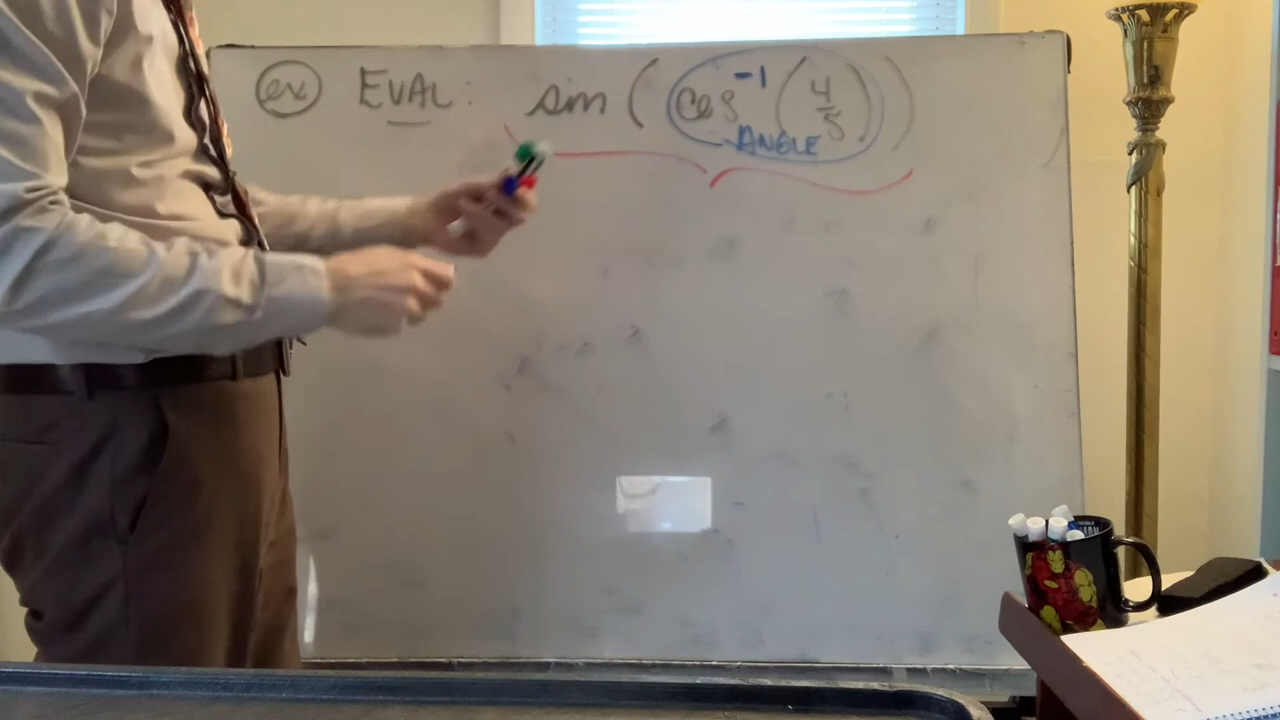 ex EVAL: sin (cos⁻¹(4/5))
ANGLE